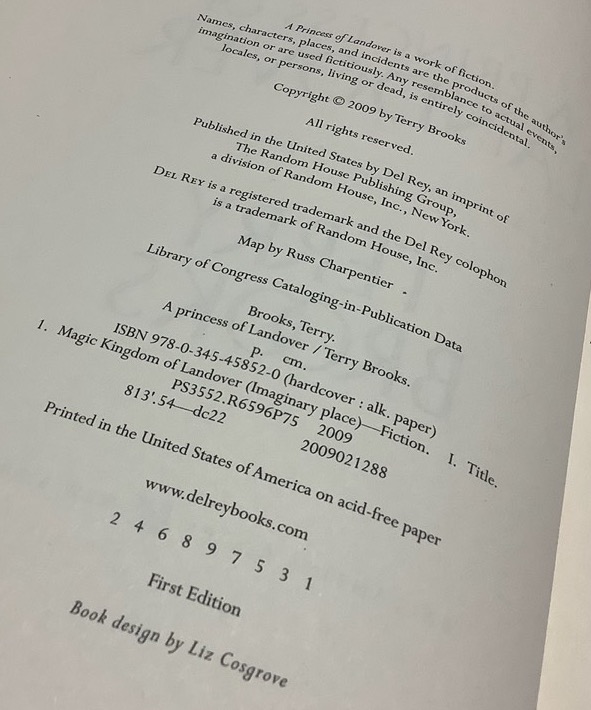 A Princess of Landover is a work of fiction.
Names, characters, places, and incidents are the products of the author's
imagination or are used fictitiously. Any resemblance to actual events,
locales, or persons, living or dead, is entirely coincidental.
Copyright © 2009 by Terry Brooks
All rights reserved.
Published in the United States by Del Rey, an imprint of
The Random House Publishing Group,
a division of Random House, Inc., New York.
DEL REY is a registered trademark and the Del Rey colophon
is a trademark of Random House, Inc.
Map by Russ Charpentier
Library of Congress Cataloging-in-Publication Data
Brooks, Terry.
A princess of Landover / Terry Brooks.
p. cm.
ISBN 978-0-345-45852-0 (hardcover : alk. paper)
1. Magic Kingdom of Landover (Imaginary place)—Fiction. I. Title.
PS3552.R6596P75 2009
813'.54—dc22 2009021288
Printed in the United States of America on acid-free paper
www.delreybooks.com
2 4 6 8 9 7 5 3 1
First Edition
Book design by Liz Cosgrove